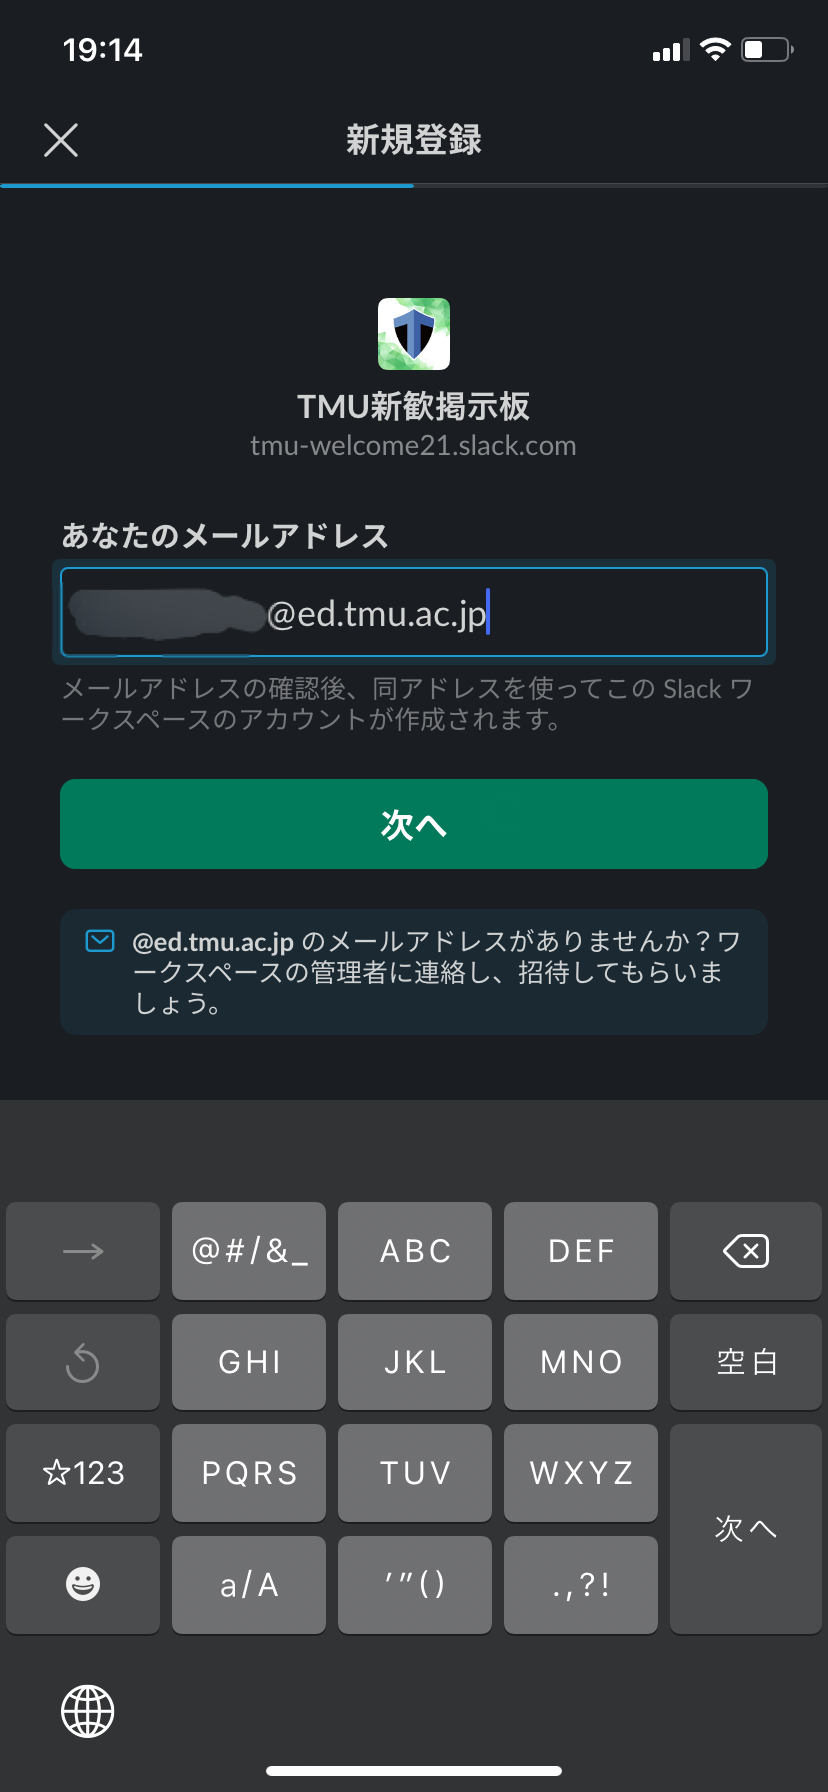 19:14
新規登録
TMU新歓掲示板
tmu-welcome21.slack.com
あなたのメールアドレス
@ed.tmu.ac.jp
メールアドレスの確認後、同アドレスを使ってこの Slack ワ
ークスペースのアカウントが作成されます。
次へ
@ed.tmu.ac.jp のメールアドレスがありませんか？ワ
ークスペースの管理者に連絡し、招待してもらいま
しょう。
→ @#/&_ ABC DEF
GHI JKL MNO 空白
☆123 PQRS TUV WXYZ
次へ
a/A ’”() .,?!